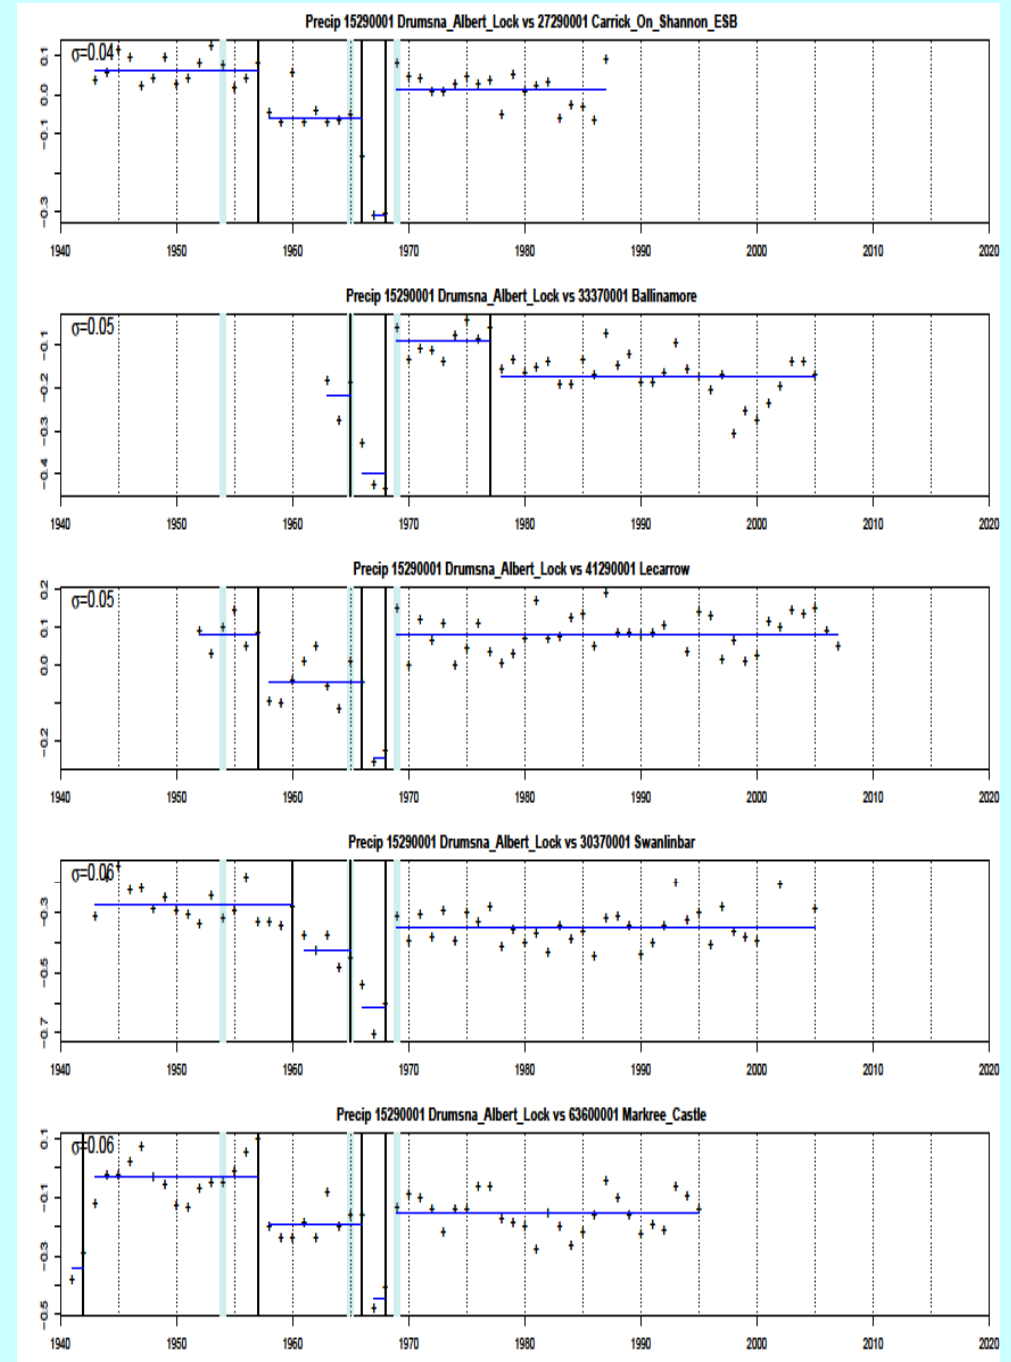 Precip 15290001 Drumsna_Albert_Lock vs 27290001 Carrick_On_Shannon_ESB
σ=0.04
0.1
0.0
−0.1
−0.3
1940 1950 1960 1970 1980 1990 2000 2010 2020
Precip 15290001 Drumsna_Albert_Lock vs 33370001 Ballinamore
σ=0.05
−0.1
−0.2
−0.3
−0.4
1940 1950 1960 1970 1980 1990 2000 2010 2020
Precip 15290001 Drumsna_Albert_Lock vs 41290001 Lecarrow
σ=0.05
0.2
0.1
0.0
−0.2
1940 1950 1960 1970 1980 1990 2000 2010 2020
Precip 15290001 Drumsna_Albert_Lock vs 30370001 Swanlinbar
σ=0.06
−0.3
−0.5
−0.7
1940 1950 1960 1970 1980 1990 2000 2010 2020
Precip 15290001 Drumsna_Albert_Lock vs 63600001 Markree_Castle
σ=0.06
0.1
−0.1
−0.3
−0.5
1940 1950 1960 1970 1980 1990 2000 2010 2020